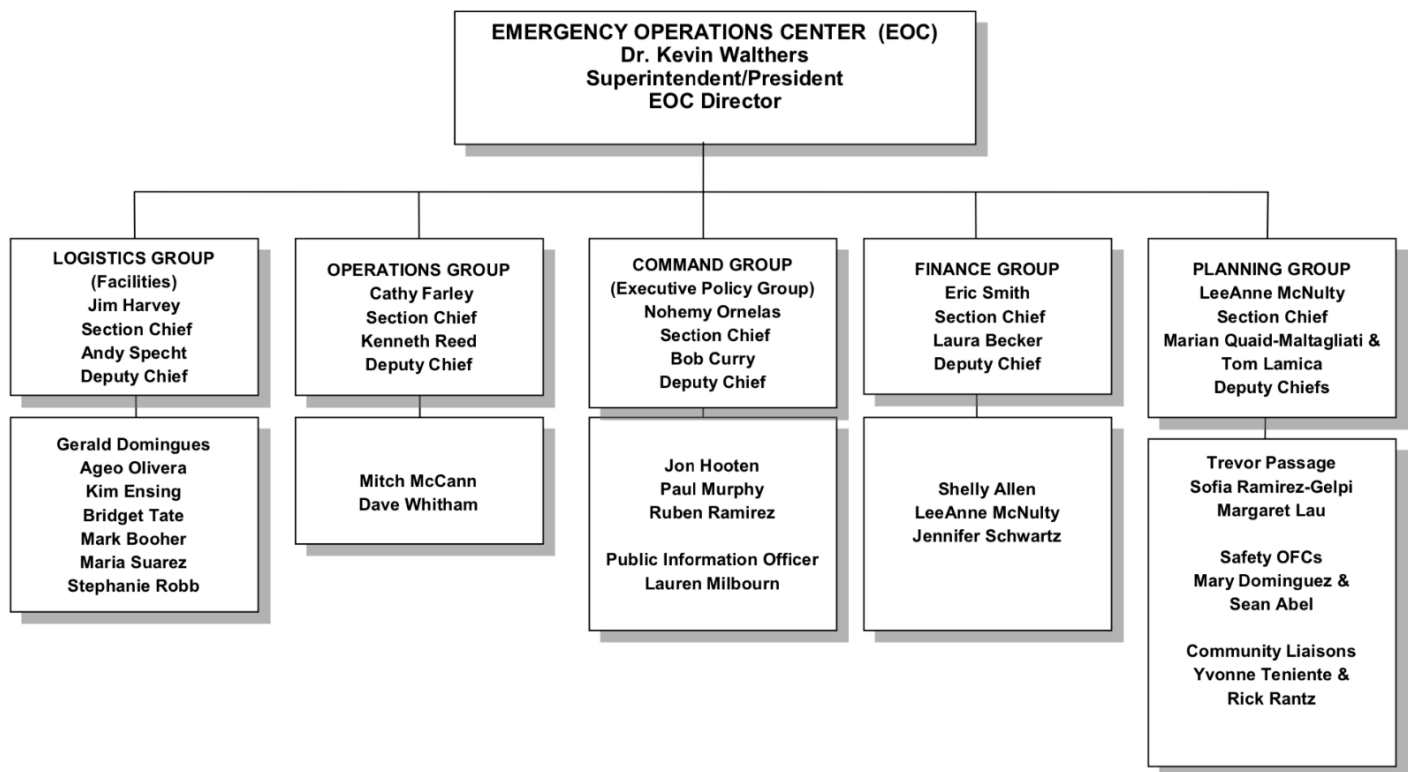 EMERGENCY OPERATIONS CENTER (EOC)
Dr. Kevin Walthers
Superintendent/President
EOC Director
LOGISTICS GROUP
(Facilities)
Jim Harvey
Section Chief
Andy Specht
Deputy Chief
Gerald Domingues
Ageo Olivera
Kim Ensing
Bridget Tate
Mark Booher
Maria Suarez
Stephanie Robb
OPERATIONS GROUP
Cathy Farley
Section Chief
Kenneth Reed
Deputy Chief
Mitch McCann
Dave Whitham
COMMAND GROUP
(Executive Policy Group)
Nohemy Ornelas
Section Chief
Bob Curry
Deputy Chief
Jon Hooten
Paul Murphy
Ruben Ramirez
Public Information Officer
Lauren Milbourn
FINANCE GROUP
Eric Smith
Section Chief
Laura Becker
Deputy Chief
Shelly Allen
LeeAnne McNulty
Jennifer Schwartz
PLANNING GROUP
LeeAnne McNulty
Section Chief
Marian Quaid-Maltagliati &
Tom Lamica
Deputy Chiefs
Trevor Passage
Sofia Ramirez-Gelpi
Margaret Lau
Safety OFCs
Mary Dominguez &
Sean Abel
Community Liaisons
Yvonne Teniente &
Rick Rantz